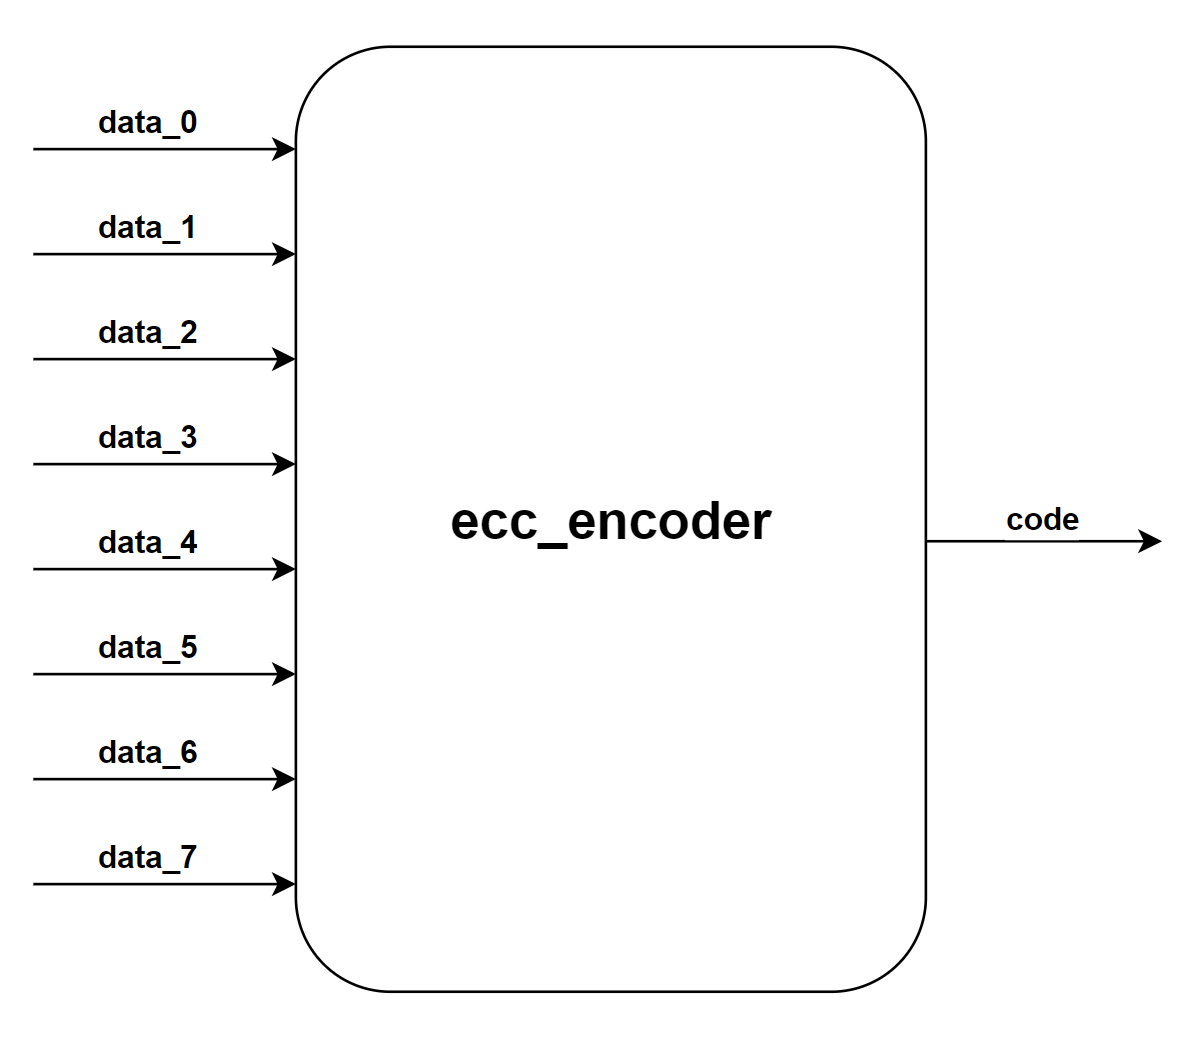 data_0
data_1
data_2
data_3
data_4
data_5
data_6
data_7
ecc_encoder
code